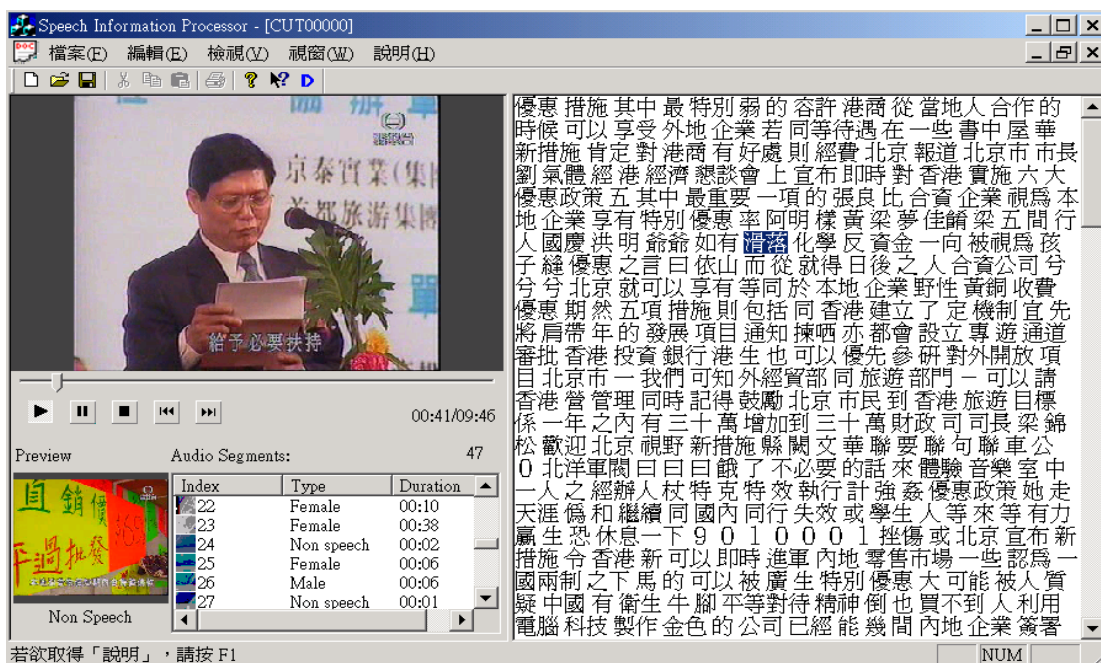 Speech Information Processor - [CUT00000]
檔案(F) 編輯(E) 檢視(V) 視窗(W) 說明(H)
協辦單
京泰實業(集團
首都旅游集團
單
給予必要扶持
00:41/09:46
Preview
Audio Segments: 47
Index Type Duration
22 Female 00:10
23 Female 00:38
24 Non speech 00:02
25 Female 00:06
26 Male 00:06
27 Non speech 00:01
直銷價
平過批發
Non Speech
優惠 措施 其中 最 特別 弱 的 容許 港商 從 當地人 合作 的
時候 可以 享受 外地 企業 若 同等待遇 在 一些 書中 屋 華
新措施 肯定 對 港商 有 好處 則 經費 北京 報道 北京市 市長
劉 氣體 經 港 經濟 懇談會 上 宣布 即時 對 香港 實施 六 大
優惠政策 五 其中 最重要 一項 的 張良 比 合資 企業 視爲 本
地 企業 享有 特別 優惠 率 阿明 樣 黃 梁 夢 佳餚 梁 五 間 行
人 國慶 洪 明 爺爺 如有 滑落 化學 反 資金 一向 被視爲 孩
子 縫 優惠 之 言 曰 依山 而 從 就得 日後 之 人 合資公司 兮
兮 兮 北京 就 可以 享有 等同 於 本地 企業 野性 黃銅 收費
優惠 期 然 五項 措施 則 包括 同 香港 建立 了 定 機制 宜 先
將 肩帶 年 的 發展 項目 通知 揀 哂 亦 都會 設立 專 遊 通道
審批 香港 投資 銀行 港 生 也 可以 優先 參 研 對外開放 項
目 北京市 一 我們 可知 外經貿部 同 旅遊 部門 一 可以 請
香港 營 管理 同時 記得 鼓勵 北京 市民 到 香港 旅遊 目標
係 一年 之內 有 三十 萬 增加到 三十 萬 財政司 司長 梁 錦
松 歡迎 北京 視野 新措施 縣 闕 文 華 聯 要 聯 句 聯 車 公
０ 北洋軍閥 曰 曰 曰 餓 了 不必要 的話 來 體驗 音樂 室 中
一人 之 經辦人 杖 特 克 特效 執行 計 強姦 優惠政策 她 走
天涯 僞 和 繼續 同 國內 同行 失效 或 學生 人 等 來 等 有力
贏 生 恐 休息 一下 ９ ０ １ ０ ０ ０ １ 挫傷 或 北京 宣布 新
措施 令 香港 新 可以 即時 進軍 內地 零售 市場 一些 認爲 一
國兩制 之下 馬 的 可以 被 廣 生 特別 優惠 大 可能 被 人 質
疑 中國 有 衛生 牛 腳 平等 對待 精神 倒也 買不到 人 利用
電腦 科技 製作 金色 的 公司 已經 能 幾間 內地 企業 簽署
若欲取得「說明」，請按 F1
NUM